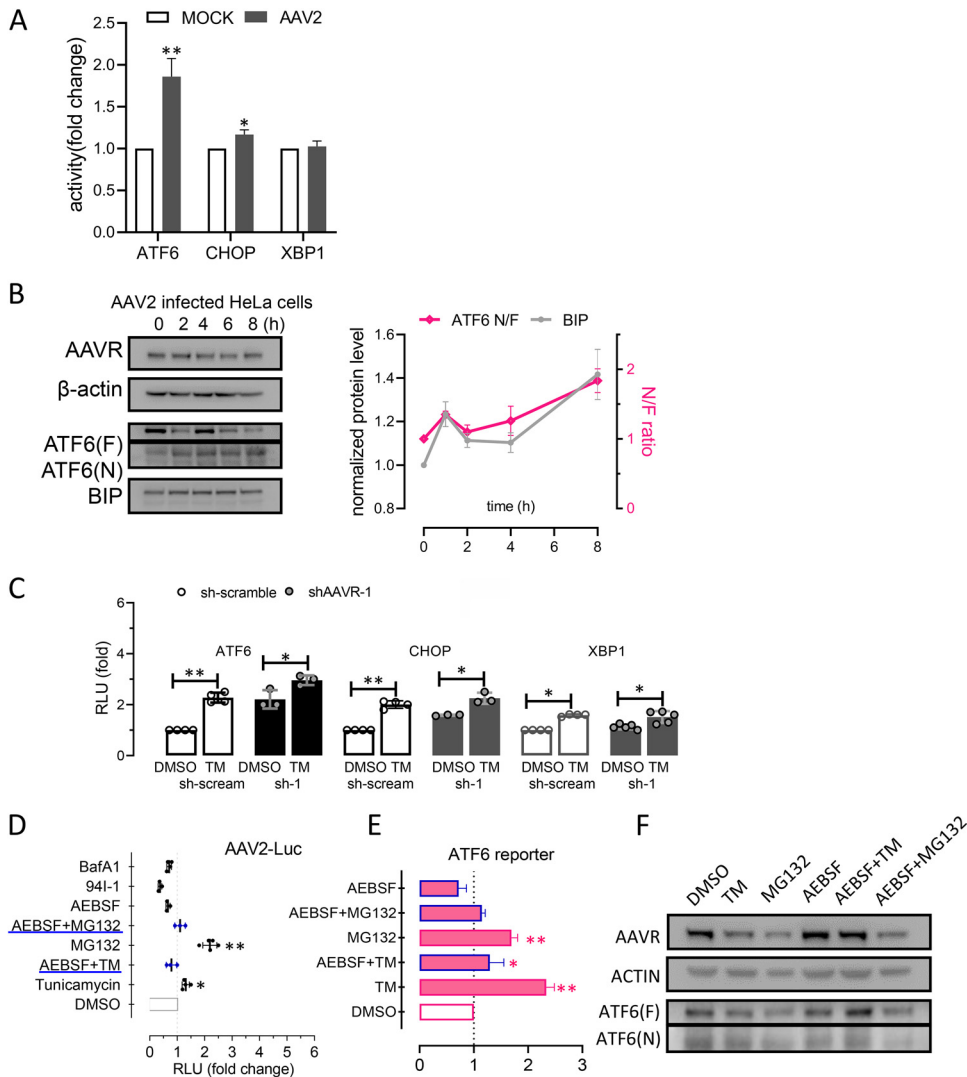 A
MOCK AAV2
activity(fold change)
2.5
2.0
1.5
1.0
0.5
0.0
** *
ATF6 CHOP XBP1
B
AAV2 infected HeLa cells
0 2 4 6 8 (h)
AAVR
β-actin
ATF6(F)
ATF6(N)
BIP
ATF6 N/F BIP
normalized protein level
1.6
1.4
1.2
1.0
0.8
2
1
0
N/F ratio
time (h)
0 2 4 6 8
C
sh-scramble shAAVR-1
RLU (fold)
6
4
2
0
ATF6 CHOP XBP1
** * ** * * *
DMSO TM DMSO TM DMSO TM DMSO TM DMSO TM DMSO TM
sh-scream sh-1 sh-scream sh-1 sh-scream sh-1
D
AAV2-Luc
BafA1
94I-1
AEBSF
AEBSF+MG132
MG132 **
AEBSF+TM
Tunicamycin *
DMSO
0 1 2 3 4 5 6
RLU (fold change)
E
ATF6 reporter
AEBSF
AEBSF+MG132
MG132 **
AEBSF+TM *
TM **
DMSO
0 1 2 3
F
DMSO TM MG132 AEBSF AEBSF+TM AEBSF+MG132
AAVR
ACTIN
ATF6(F)
ATF6(N)